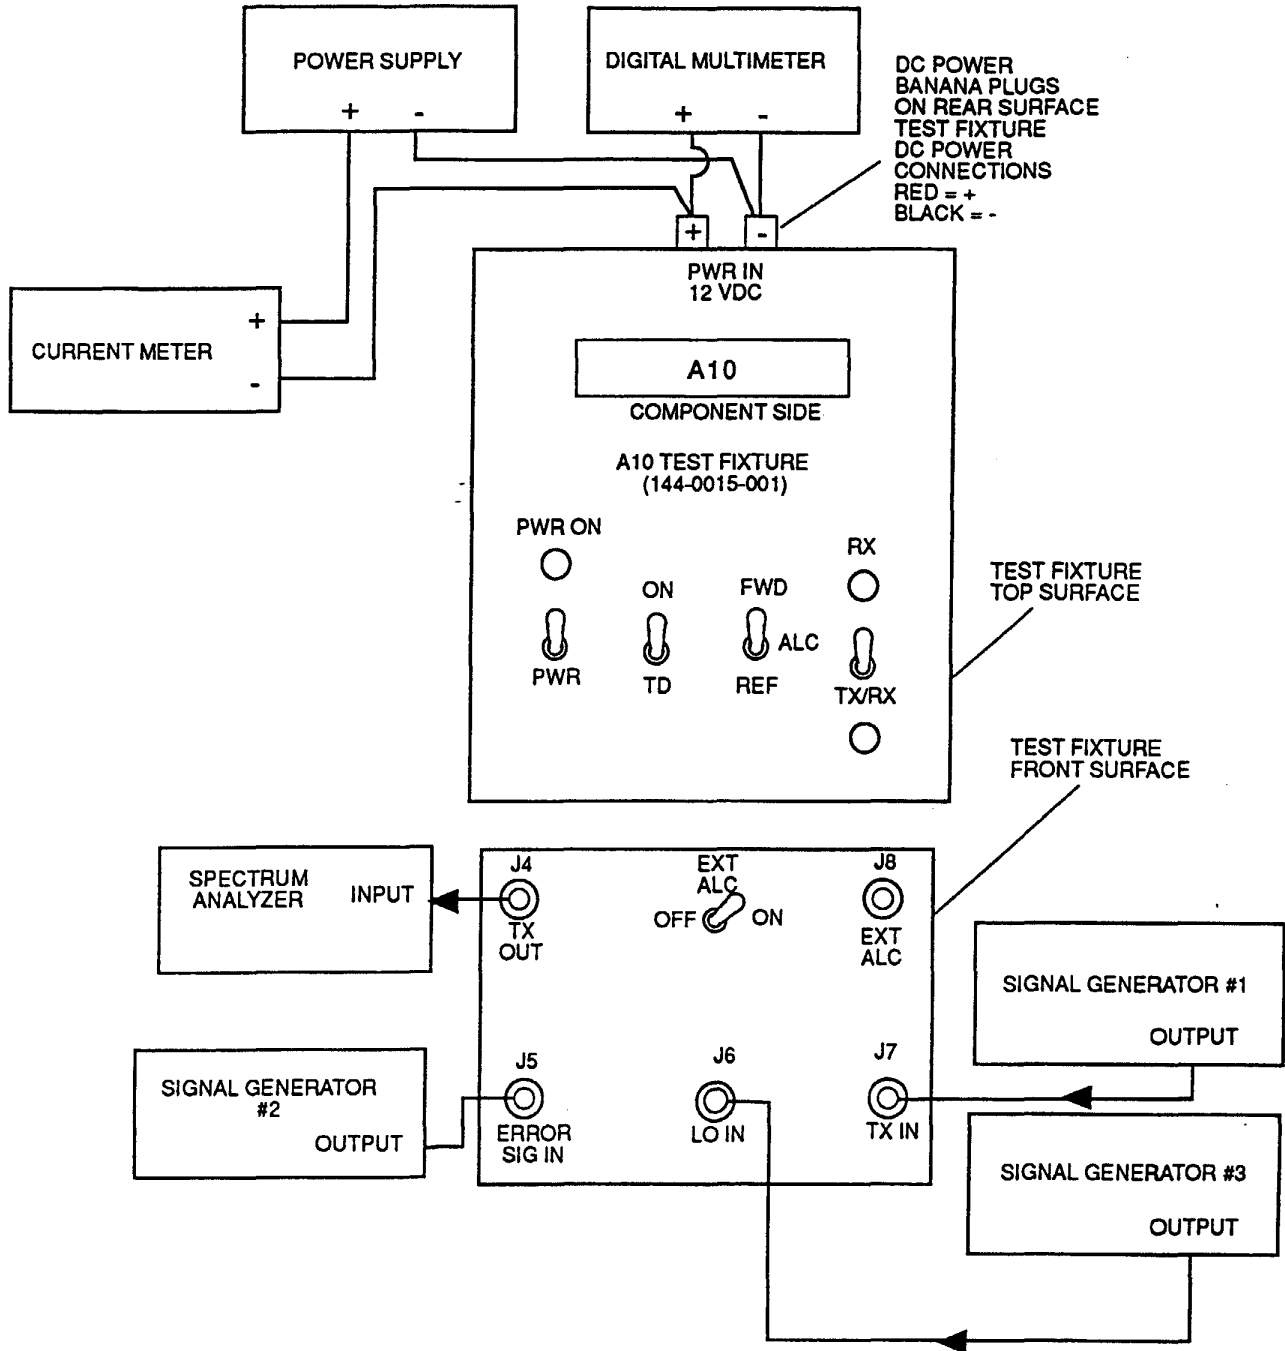 POWER SUPPLY
+ -
DIGITAL MULTIMETER
+ -
DC POWER
BANANA PLUGS
ON REAR SURFACE
TEST FIXTURE
DC POWER
CONNECTIONS
RED = +
BLACK = -
+ -
PWR IN
12 VDC
CURRENT METER
+
-
A10
COMPONENT SIDE
A10 TEST FIXTURE
(144-0015-001)
PWR ON
PWR
ON
TD
FWD
ALC
REF
RX
TX/RX
TEST FIXTURE
TOP SURFACE
TEST FIXTURE
FRONT SURFACE
SPECTRUM
ANALYZER
INPUT
J4
TX
OUT
EXT
ALC
OFF
ON
J8
EXT
ALC
SIGNAL GENERATOR #1
OUTPUT
SIGNAL GENERATOR
#2
OUTPUT
J5
ERROR
SIG IN
J6
LO IN
J7
TX IN
SIGNAL GENERATOR #3
OUTPUT